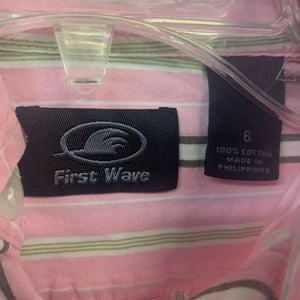 First Wave
6
100% COTTON
MADE IN
PHILIPPINES